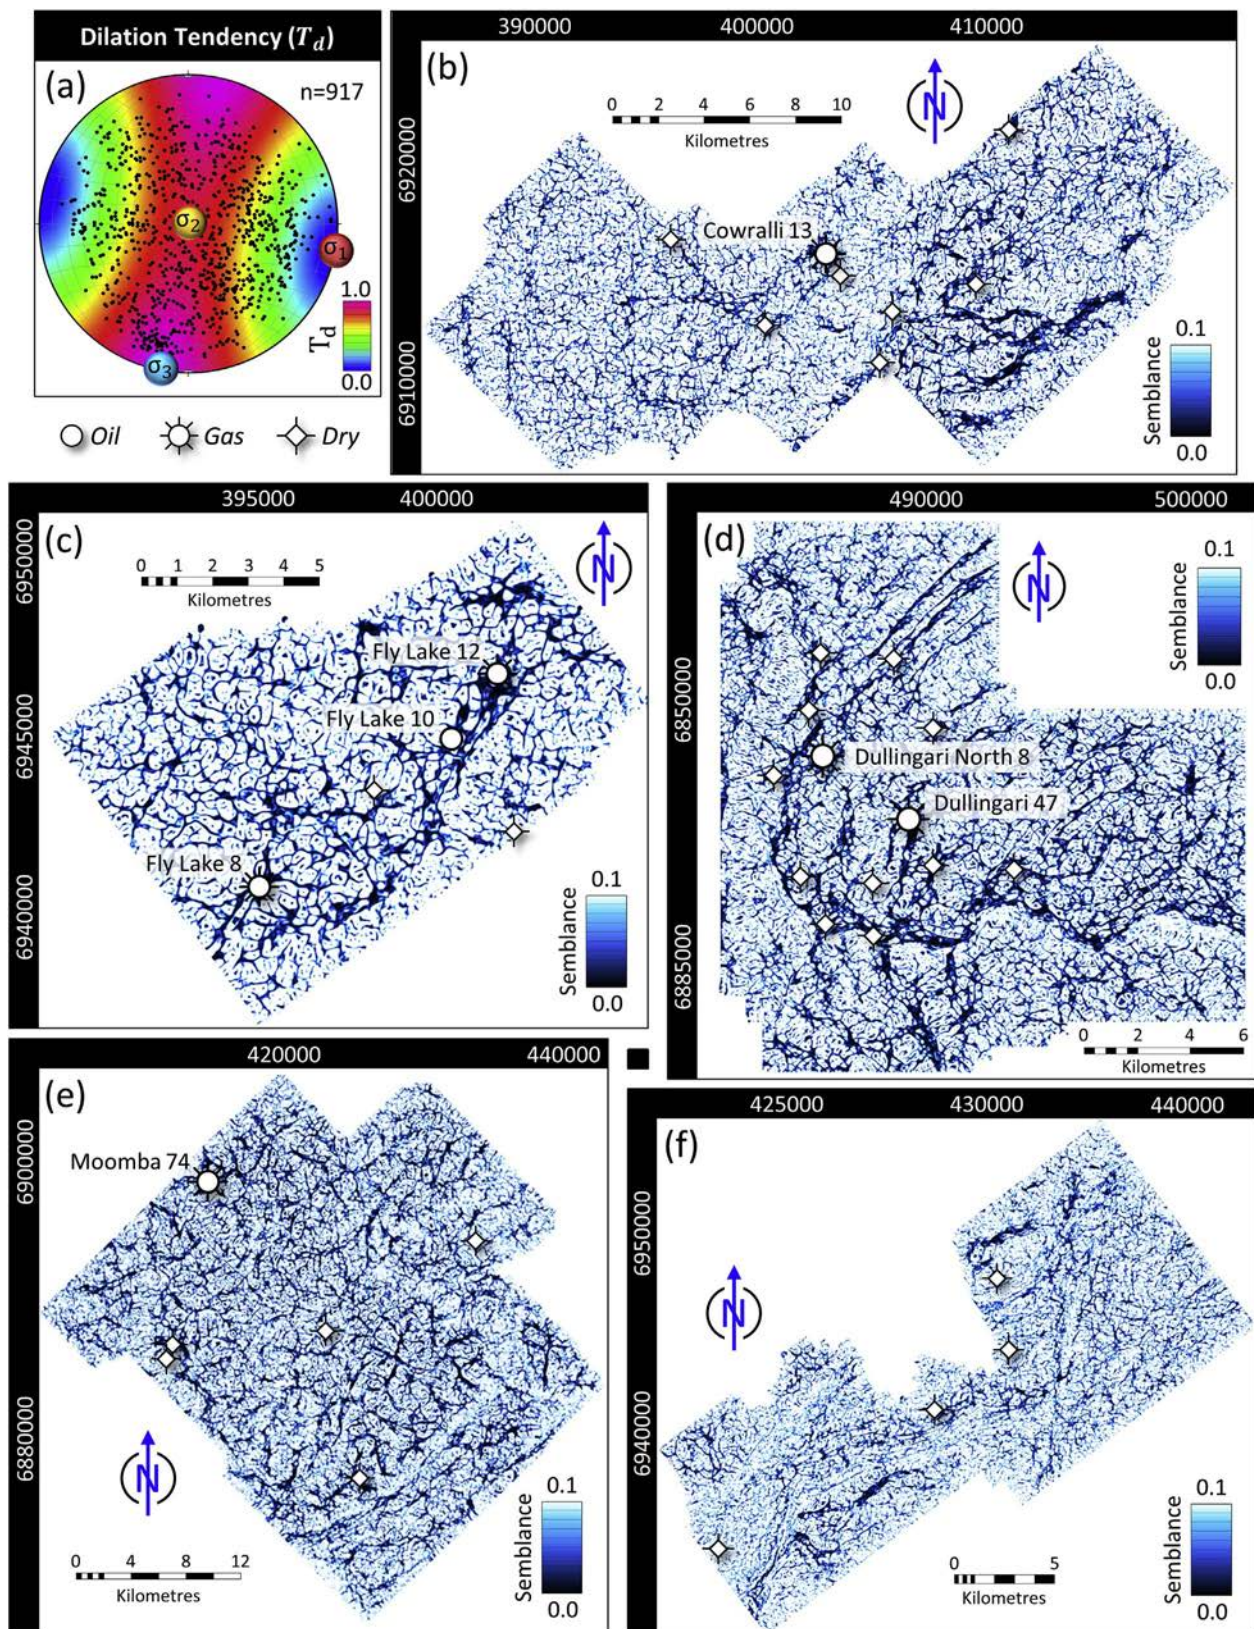 Dilation Tendency (T_d)
(a)
n=917
σ2
σ1
σ3
1.0
T_d
0.0
Oil
Gas
Dry
390000 400000 410000
(b)
0 2 4 6 8 10
Kilometres
N
6920000
6910000
Cowralli 13
0.1
Semblance
0.0
395000 400000
(c)
0 1 2 3 4 5
Kilometres
N
6950000
6945000
6940000
Fly Lake 12
Fly Lake 10
Fly Lake 8
0.1
Semblance
0.0
490000 500000
(d)
N
0.1
Semblance
0.0
6850000
6885000
Dullingari North 8
Dullingari 47
0 2 4 6
Kilometres
420000 440000
(e)
6900000
6880000
Moomba 74
N
0 4 8 12
Kilometres
0.1
Semblance
0.0
425000 430000 440000
(f)
6950000
6940000
N
0 5
Kilometres
0.1
Semblance
0.0